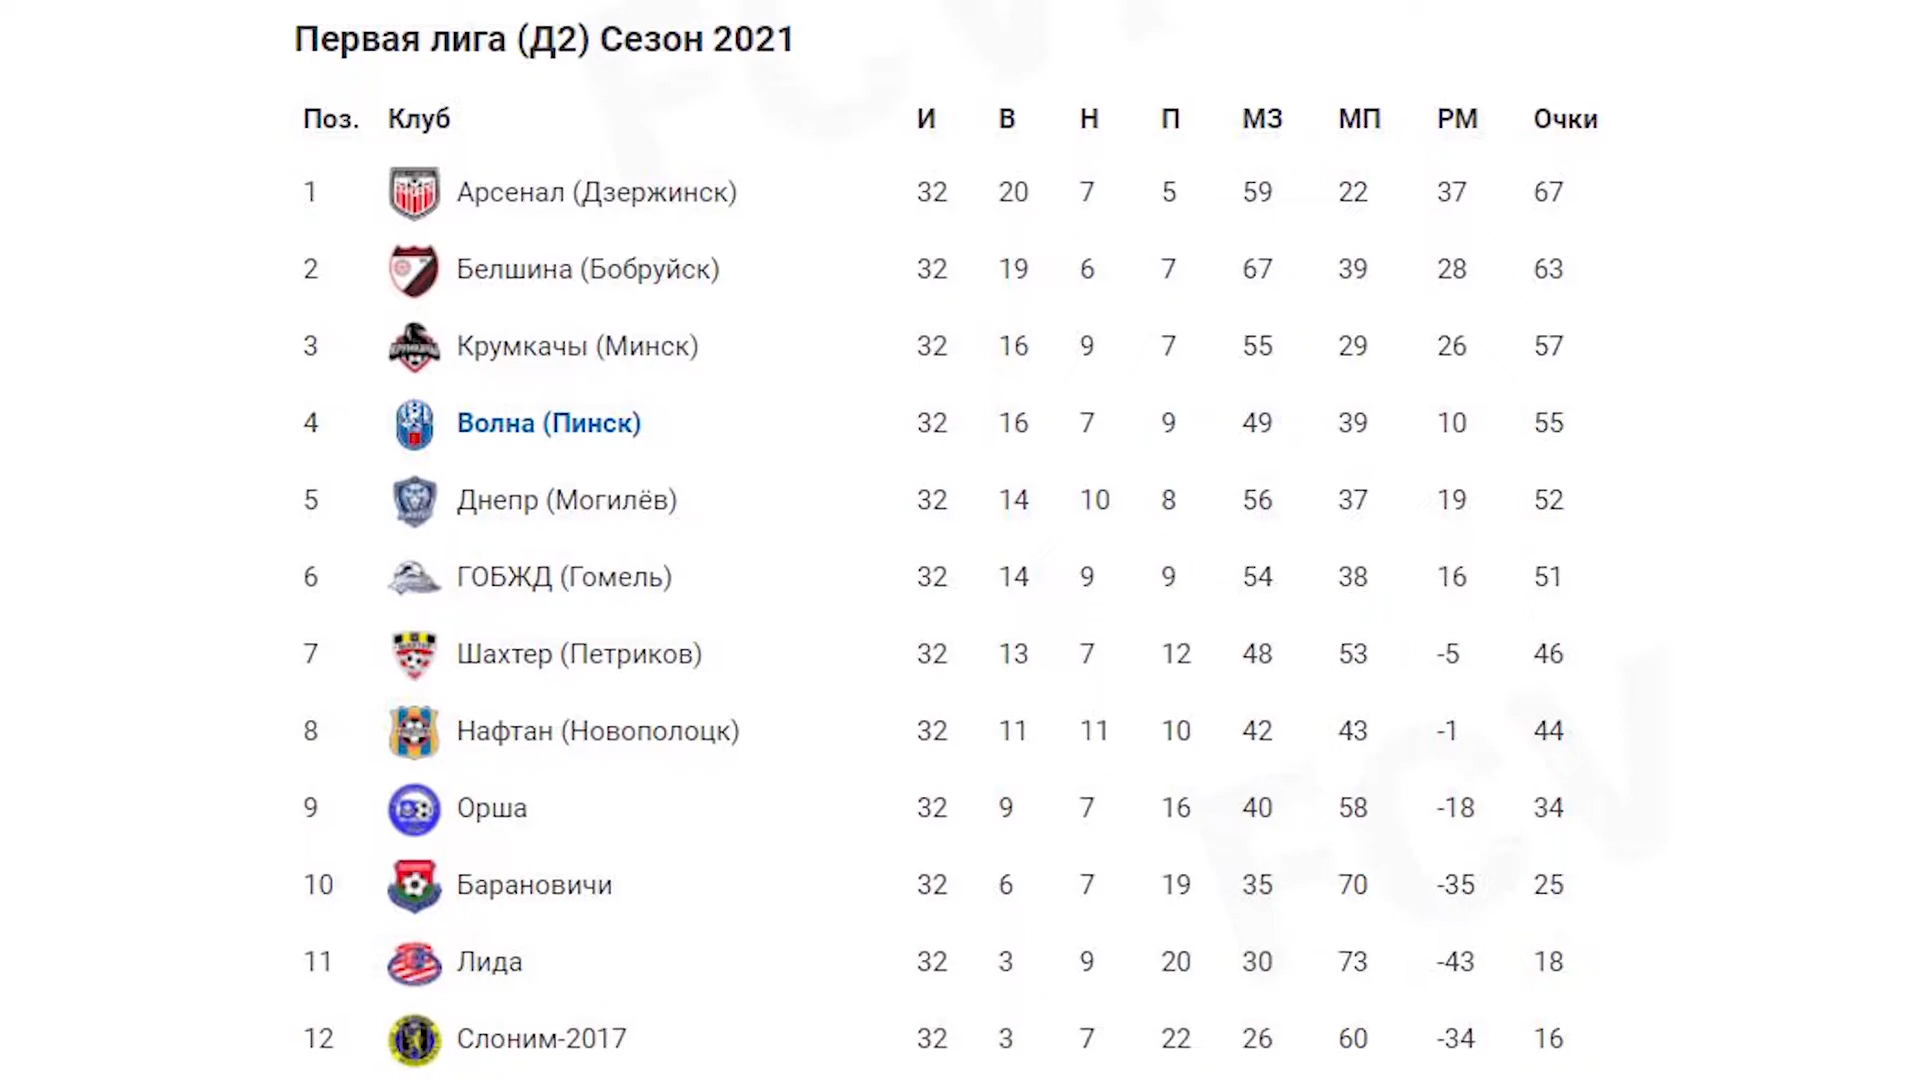 Первая лига (Д2) Сезон 2021
Поз. Клуб И В Н П МЗ МП РМ Очки
1 Арсенал (Дзержинск) 32 20 7 5 59 22 37 67
2 Белшина (Бобруйск) 32 19 6 7 67 39 28 63
3 Крумкачы (Минск) 32 16 9 7 55 29 26 57
4 Волна (Пинск) 32 16 7 9 49 39 10 55
5 Днепр (Могилёв) 32 14 10 8 56 37 19 52
6 ГОБЖД (Гомель) 32 14 9 9 54 38 16 51
7 Шахтер (Петриков) 32 13 7 12 48 53 -5 46
8 Нафтан (Новополоцк) 32 11 11 10 42 43 -1 44
9 Орша 32 9 7 16 40 58 -18 34
10 Барановичи 32 6 7 19 35 70 -35 25
11 Лида 32 3 9 20 30 73 -43 18
12 Слоним-2017 32 3 7 22 26 60 -34 16